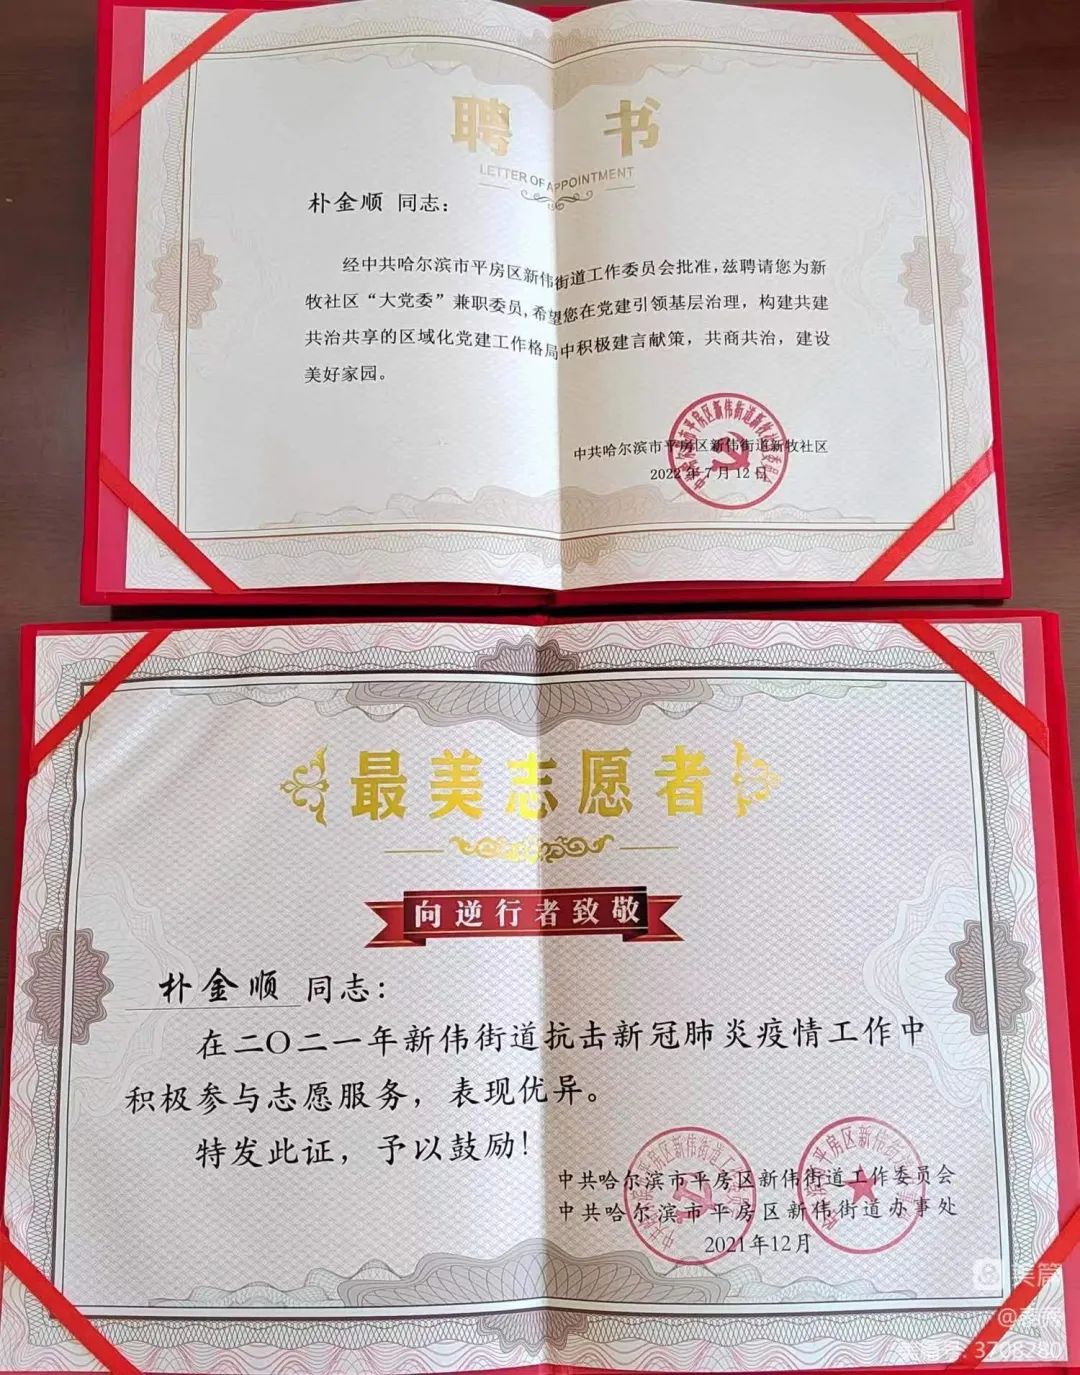 聘 书
LETTER OF APPOINTMENT
朴金顺 同志：
经中共哈尔滨市平房区新伟街道工作委员会批准，兹聘请您为新
牧社区“大党委”兼职委员，希望您在党建引领基层治理，构建共建
共治共享的区域化党建工作格局中积极建言献策，共商共治，建设
美好家园。
中共哈尔滨市平房区新伟街道新牧社区
2022年7月12日
最美志愿者
向逆行者致敬
朴金顺 同志：
在二〇二一年新伟街道抗击新冠肺炎疫情工作中
积极参与志愿服务，表现优异。
特发此证，予以鼓励！
中共哈尔滨市平房区新伟街道工作委员会
中共哈尔滨市平房区新伟街道办事处
2021年12月
美篇
美篇号: 3708280